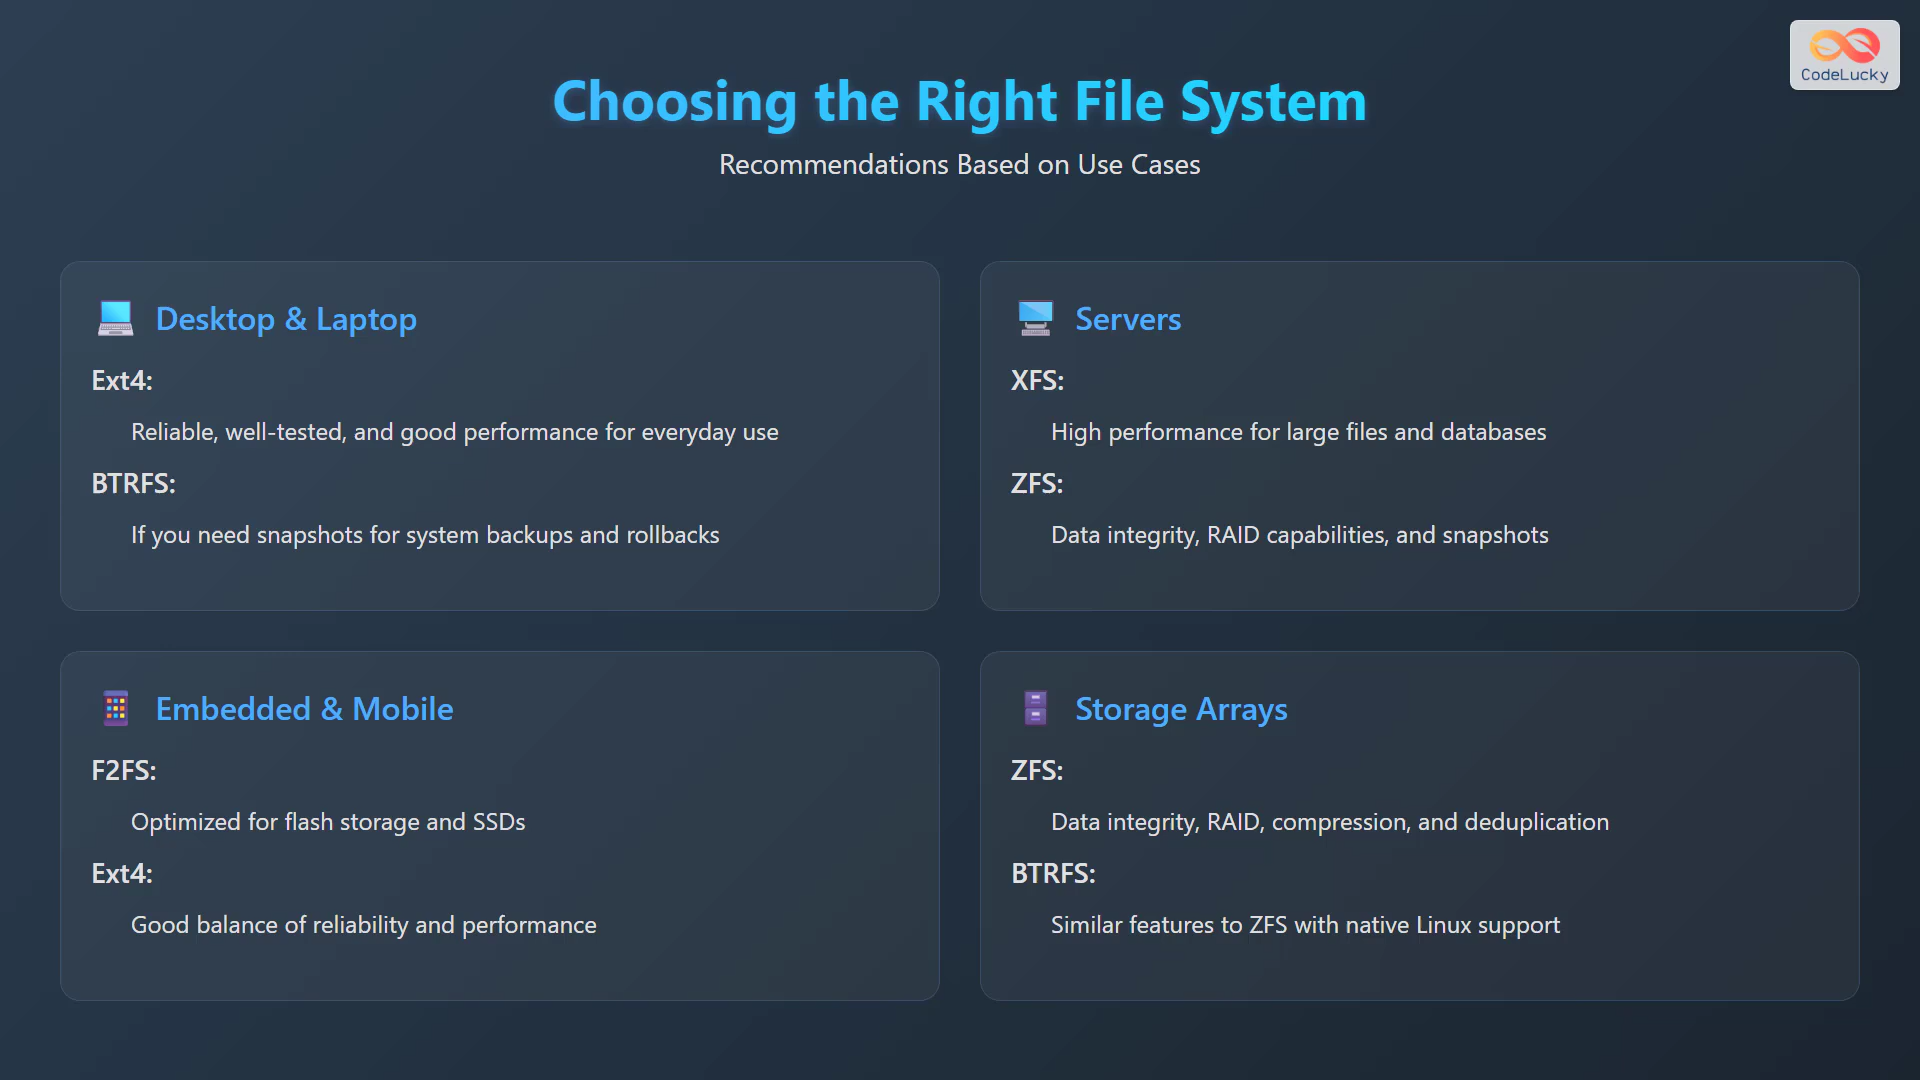 CodeLucky
Choosing the Right File System
Recommendations Based on Use Cases
Desktop & Laptop
Ext4:
Reliable, well-tested, and good performance for everyday use
BTRFS:
If you need snapshots for system backups and rollbacks
Servers
XFS:
High performance for large files and databases
ZFS:
Data integrity, RAID capabilities, and snapshots
Embedded & Mobile
F2FS:
Optimized for flash storage and SSDs
Ext4:
Good balance of reliability and performance
Storage Arrays
ZFS:
Data integrity, RAID, compression, and deduplication
BTRFS:
Similar features to ZFS with native Linux support